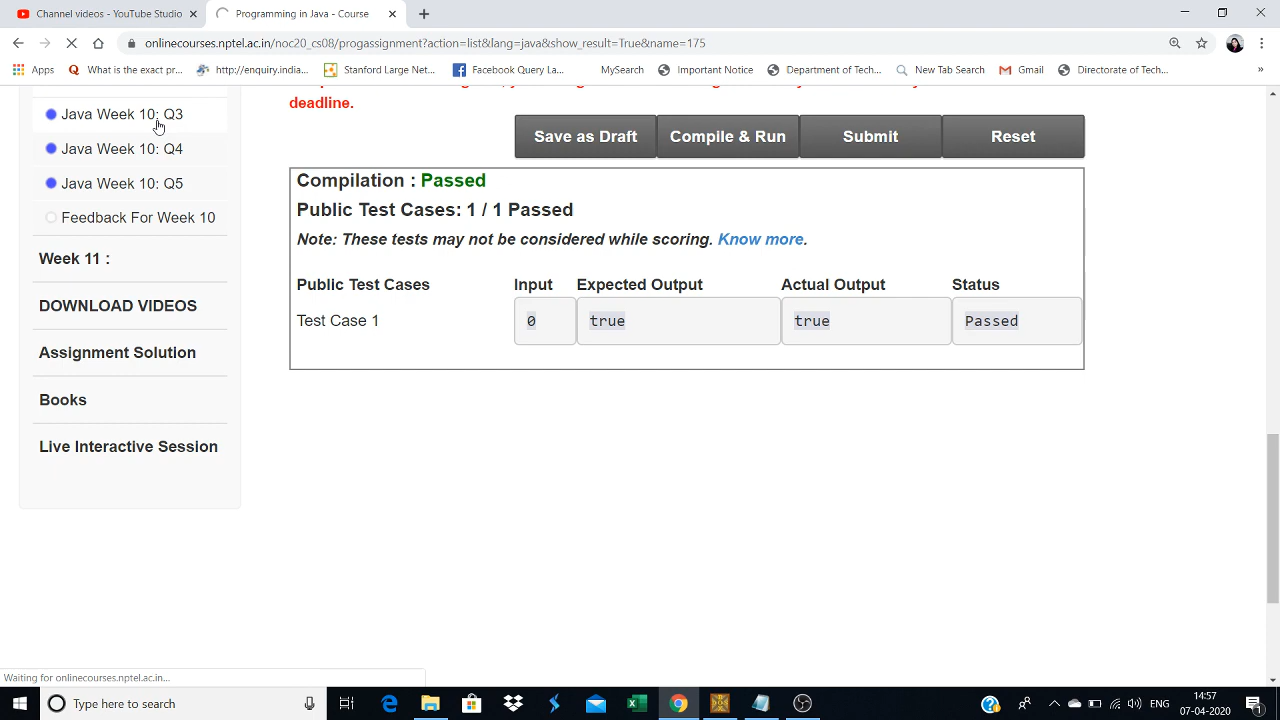 Channel videos - YouTube Studio
Programming in Java - Course
onlinecourses.nptel.ac.in/noc20_cs08/progassignment?action=list&lang=java&show_result=True&name=175
Apps What is the exact pr... http://enquiry.india... Stanford Large Net... Facebook Query La... MySearch Important Notice Department of Tech... New Tab Search Gmail Directorate of Tech... »
Java Week 10: Q3
Java Week 10: Q4
Java Week 10: Q5
Feedback For Week 10
Week 11 :
DOWNLOAD VIDEOS
Assignment Solution
Books
Live Interactive Session
deadline.
Save as Draft Compile & Run Submit Reset
Compilation : Passed
Public Test Cases: 1 / 1 Passed
Note: These tests may not be considered while scoring. Know more.
Public Test Cases Input Expected Output Actual Output Status
Test Case 1 0 true true Passed
Waiting for onlinecourses.nptel.ac.in...
Type here to search
ENG
14:57
07-04-2020
1